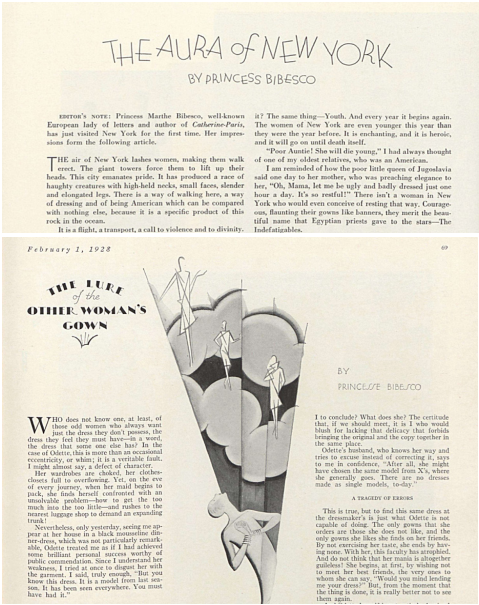 THE AURA of NEW YORK
BY PRINCESS BIBESCO
EDITOR'S NOTE: Princess Marthe Bibesco, well-known
European lady of letters and author of Catherine-Paris,
has just visited New York for the first time. Her impres-
sions form the following article.
THE air of New York lashes women, making them walk
erect. The giant towers force them to lift up their
heads. This city emanates pride. It has produced a race of
haughty creatures with high-held necks, small faces, slender
and elongated legs. There is a way of walking here, a way
of dressing and of being American which can be compared
with nothing else, because it is a specific product of this
rock in the ocean.
It is a flight, a transport, a call to violence and to divinity.
it? The same thing—Youth. And every year it begins again.
The women of New York are even younger this year than
they were the year before. It is enchanting, and it is heroic,
and it will go on until death itself.
"Poor Auntie! She will die young," I had always thought
of one of my oldest relatives, who was an American.
I am reminded of how the poor little queen of Jugoslavia
said one day to her mother, who was preaching elegance to
her, "Oh, Mama, let me be ugly and badly dressed just one
hour a day. It's so restful!" There isn't a woman in New
York who would even conceive of resting that way. Courage-
ous, flaunting their gowns like banners, they merit the beau-
tiful name that Egyptian priests gave to the stars—The
Indefatigables.
February 1, 1928
69
THE LURE
of the
OTHER WOMAN'S
GOWN
BY
PRINCESSE BIBESCO
WHO does not know one, at least, of
those odd women who always want
just the dress they don't possess, the
dress they feel they must have—in a word,
the dress that some one else has? In the
case of Odette, this is more than an occasional
eccentricity, or whim; it is a veritable fault,
I might almost say, a defect of character.
Her wardrobes are choked, her clothes-
closets full to overflowing. Yet, on the eve
of every journey, when her maid begins to
pack, she finds herself confronted with an
unsolvable problem—how to get the too
much into the too little—and rushes to the
nearest luggage shop to demand an expanding
trunk!
Nevertheless, only yesterday, seeing me ap-
pear at her house in a black mousseline din-
ner-dress, which was not particularly remark-
able, Odette treated me as if I had achieved
some brilliant personal success worthy of
public commendation. Since I understand her
weakness, I tried at once to disgust her with
the garment. I said, truly enough, "But you
know this dress. It is a model from last sea-
son. It has been seen everywhere. You must
have had it."
I to conclude? What does she? The certitude
that, if we should meet, it is I who would
blush for lacking that delicacy that forbids
bringing the original and the copy together in
the same place.
Odette's husband, who knows her way and
tries to excuse instead of correcting it, says
to me in confidence, "After all, she might
have chosen the same model from X's, where
she generally goes. There are no dresses
made as single models, to-day."
A TRAGEDY OF ERRORS
This is true, but to find this same dress at
the dressmaker's is just what Odette is not
capable of doing. The only gowns that she
orders are those she does not like, and the
only gowns she likes she finds on her friends.
By not exercising her taste, she ends by hav-
ing none. With her, this faculty has atrophied.
And do not think that her mania is altogether
guileless! She begins, at first, by wishing not
to meet her best friends, the very ones to
whom she can say, "Would you mind lending
me your dress?" But, from the moment that
the thing is done, it is really better not to see
them again.